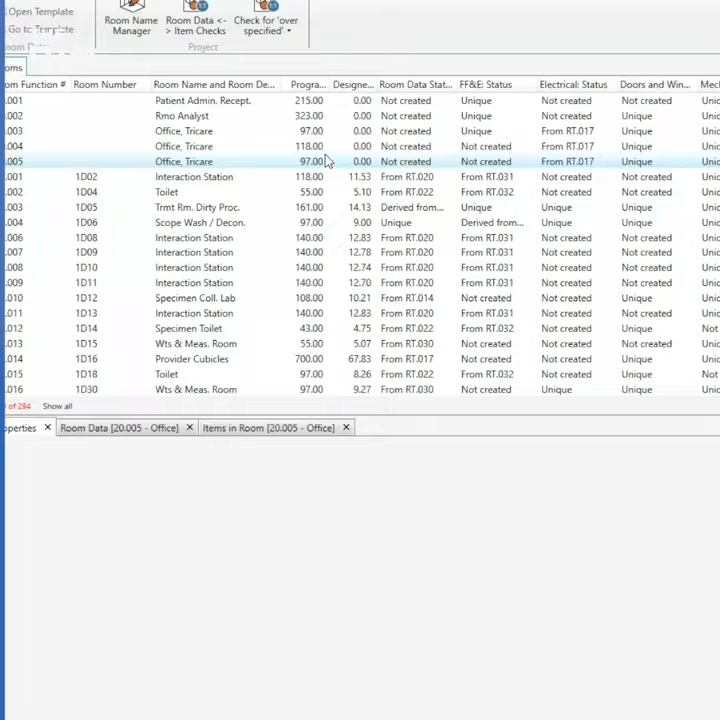 Open Template
Go to Template
Room Name Manager
Room Data <-> Item Checks
Check for 'over specified'
Project
oms
om Function # Room Number Room Name and Room De... Progra... Designe... Room Data Stat... FF&E: Status Electrical: Status Doors and Win... Mech
.001 Patient Admin. Recept. 215.00 0.00 Not created Unique Not created Not created Not
.002 Rmo Analyst 323.00 0.00 Not created Unique Not created Unique Not
.003 Office, Tricare 97.00 0.00 Not created Unique From RT.017 Unique Uniqu
.004 Office, Tricare 118.00 0.00 Not created Not created From RT.017 Unique Uniqu
.005 Office, Tricare 97.00 0.00 Not created Not created From RT.017 Unique Uniqu
.001 1D02 Interaction Station 118.00 11.53 From RT.020 From RT.031 Not created Not created Uniqu
.002 1D04 Toilet 55.00 5.10 From RT.022 From RT.032 Not created Unique Uniqu
.003 1D05 Trmt Rm. Dirty Proc. 161.00 14.13 Derived from... Unique Unique Unique Uniqu
.004 1D06 Scope Wash / Decon. 97.00 9.00 Unique Derived from... Unique Unique Uniqu
.006 1D08 Interaction Station 140.00 12.83 From RT.020 From RT.031 Not created Not created Uniqu
.007 1D09 Interaction Station 140.00 12.78 From RT.020 From RT.031 Not created Not created Uniqu
.008 1D10 Interaction Station 140.00 12.74 From RT.020 From RT.031 Not created Not created Uniqu
.009 1D11 Interaction Station 140.00 12.70 From RT.020 From RT.031 Not created Not created Uniqu
.010 1D12 Specimen Coll. Lab 108.00 10.21 From RT.014 Not created Not created Unique Uniqu
.011 1D13 Interaction Station 140.00 12.83 From RT.020 From RT.031 Not created Not created Uniqu
.012 1D14 Specimen Toilet 43.00 4.75 From RT.022 From RT.032 Not created Unique Not
.013 1D15 Wts & Meas. Room 55.00 5.07 From RT.030 Not created Not created Not created Uniqu
.014 1D16 Provider Cubicles 700.00 67.83 From RT.017 Not created Not created Unique Uniqu
.015 1D18 Toilet 97.00 8.26 From RT.022 From RT.032 Not created Unique Not
.016 1D30 Wts & Meas. Room 97.00 9.27 From RT.030 Not created Unique Unique Uniqu
of 294 Show all
operties Room Data [20.005 - Office] Items in Room [20.005 - Office]